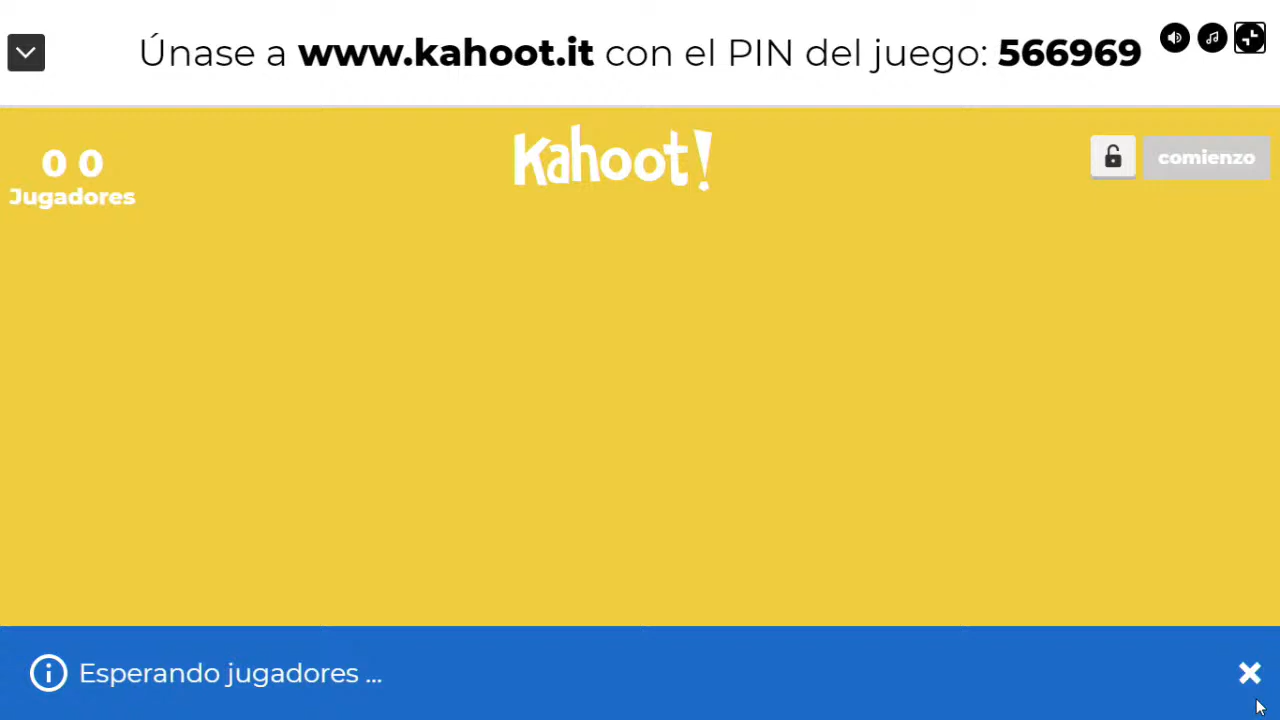 Únase a www.kahoot.it con el PIN del juego: 566969
0 0
Jugadores
Kahoot!
comienzo
Esperando jugadores ...